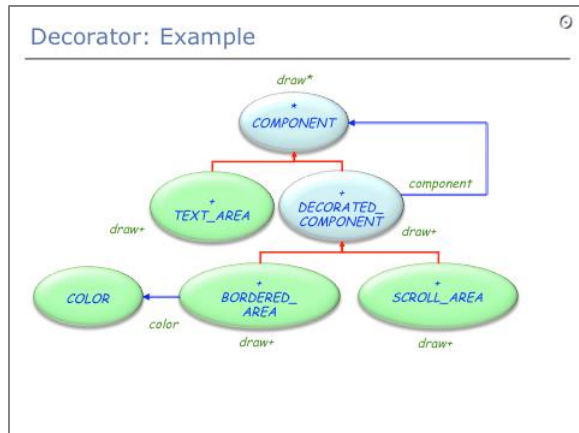 Decorator: Example
draw*
*
COMPONENT
component
+
TEXT_AREA
draw+
+
DECORATED_
COMPONENT
draw+
COLOR
color
+
BORDERED_
AREA
draw+
+
SCROLL_AREA
draw+